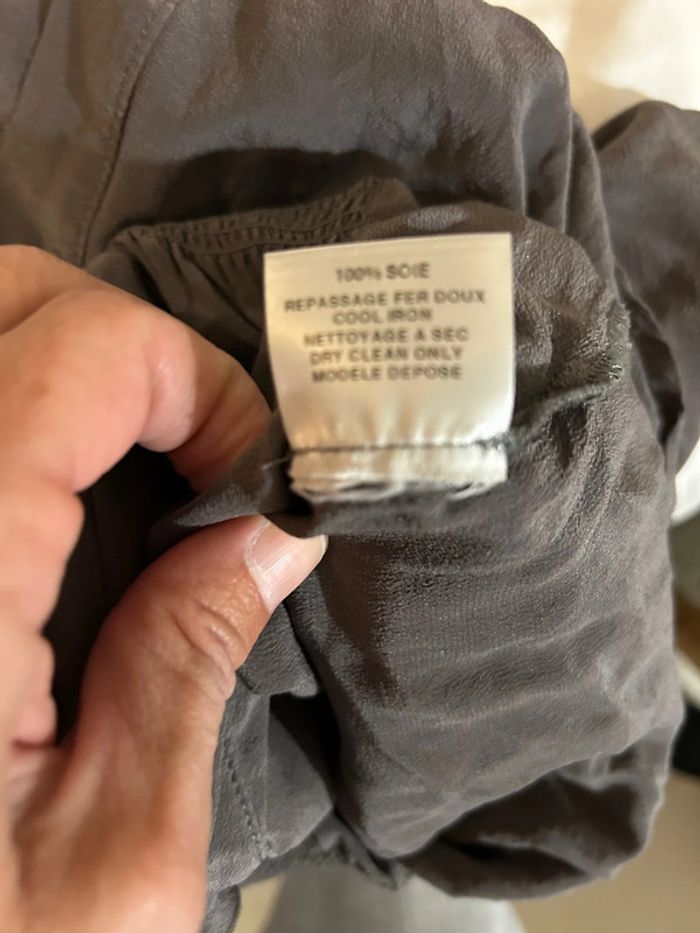 100% SOIE
REPASSAGE FER DOUX
COOL IRON
NETTOYAGE A SEC
DRY CLEAN ONLY
MODELE DEPOSE